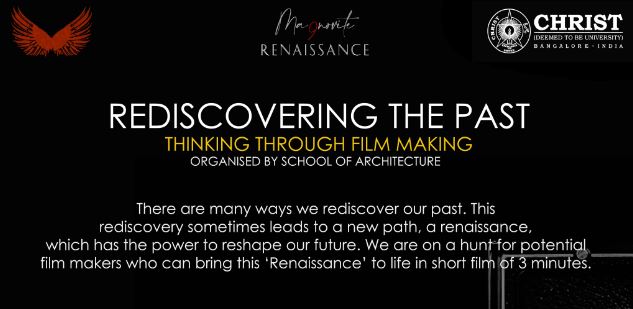 Magnovite
RENAISSANCE
CHRIST
(DEEMED TO BE UNIVERSITY)
BANGALORE · INDIA
REDISCOVERING THE PAST
THINKING THROUGH FILM MAKING
ORGANISED BY SCHOOL OF ARCHITECTURE
There are many ways we rediscover our past. This
rediscovery sometimes leads to a new path, a renaissance,
which has the power to reshape our future. We are on a hunt for potential
film makers who can bring this ‘Renaissance’ to life in short film of 3 minutes.